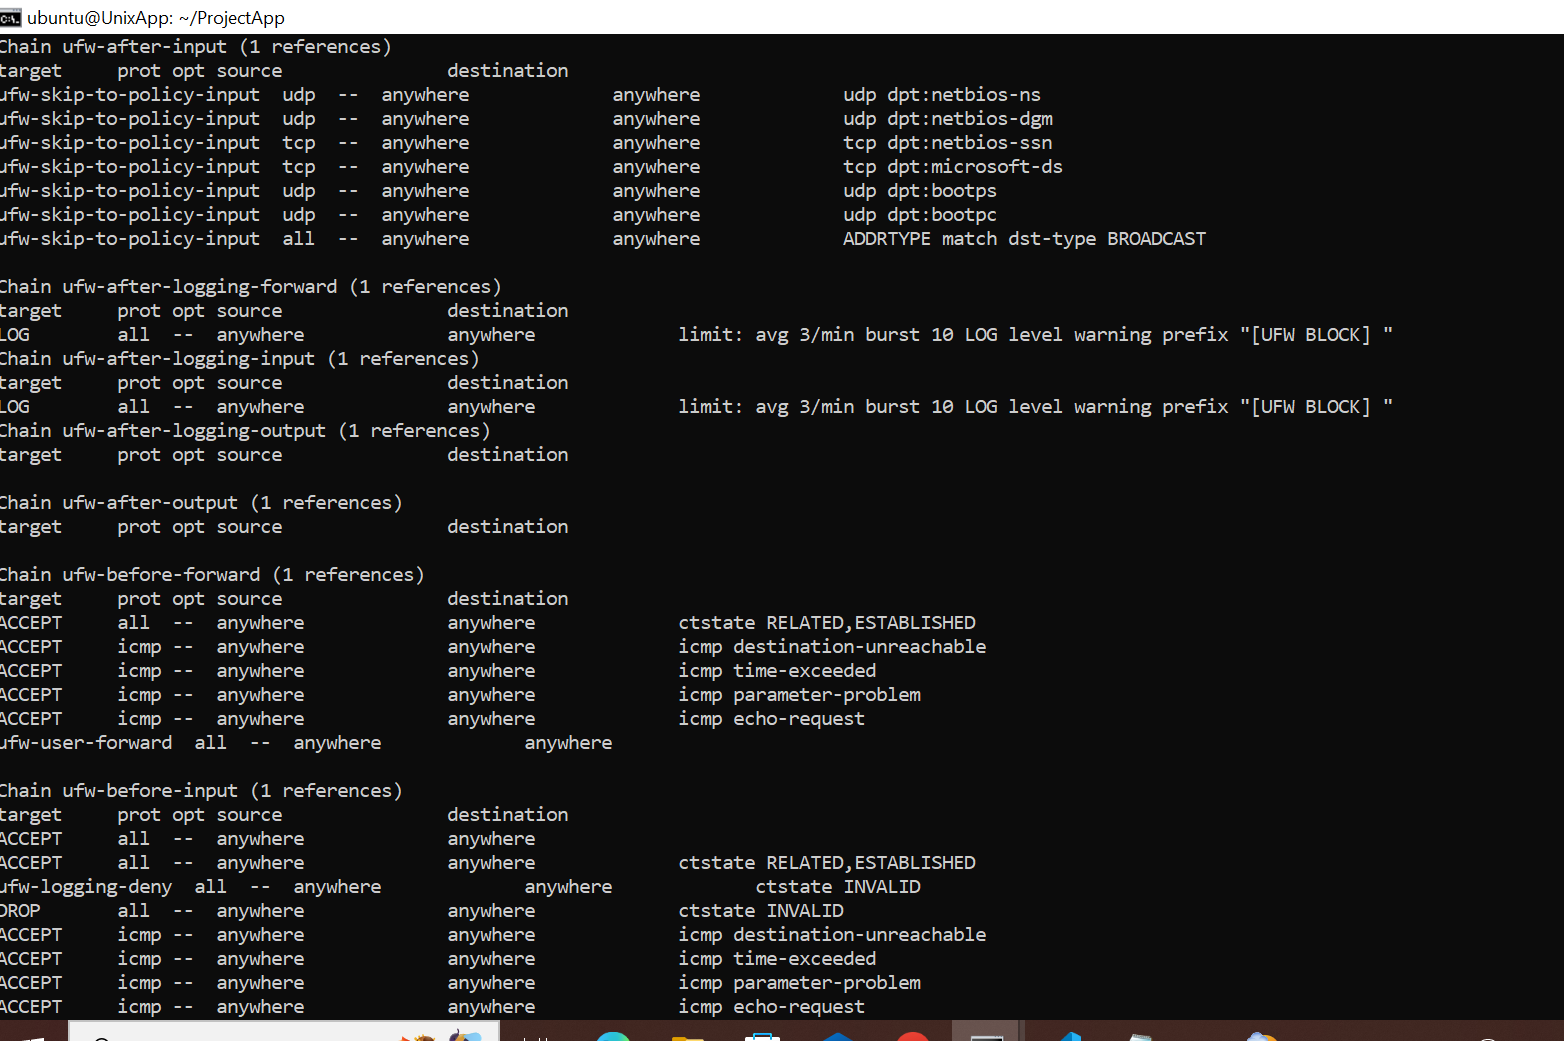 ubuntu@UnixApp: ~/ProjectApp
Chain ufw-after-input (1 references)
target     prot opt source               destination
ufw-skip-to-policy-input  udp  --  anywhere             anywhere             udp dpt:netbios-ns
ufw-skip-to-policy-input  udp  --  anywhere             anywhere             udp dpt:netbios-dgm
ufw-skip-to-policy-input  tcp  --  anywhere             anywhere             tcp dpt:netbios-ssn
ufw-skip-to-policy-input  tcp  --  anywhere             anywhere             tcp dpt:microsoft-ds
ufw-skip-to-policy-input  udp  --  anywhere             anywhere             udp dpt:bootps
ufw-skip-to-policy-input  udp  --  anywhere             anywhere             udp dpt:bootpc
ufw-skip-to-policy-input  all  --  anywhere             anywhere             ADDRTYPE match dst-type BROADCAST
Chain ufw-after-logging-forward (1 references)
target     prot opt source               destination
LOG        all  --  anywhere             anywhere             limit: avg 3/min burst 10 LOG level warning prefix "[UFW BLOCK] "
Chain ufw-after-logging-input (1 references)
target     prot opt source               destination
LOG        all  --  anywhere             anywhere             limit: avg 3/min burst 10 LOG level warning prefix "[UFW BLOCK] "
Chain ufw-after-logging-output (1 references)
target     prot opt source               destination
Chain ufw-after-output (1 references)
target     prot opt source               destination
Chain ufw-before-forward (1 references)
target     prot opt source               destination
ACCEPT     all  --  anywhere             anywhere             ctstate RELATED,ESTABLISHED
ACCEPT     icmp --  anywhere             anywhere             icmp destination-unreachable
ACCEPT     icmp --  anywhere             anywhere             icmp time-exceeded
ACCEPT     icmp --  anywhere             anywhere             icmp parameter-problem
ACCEPT     icmp --  anywhere             anywhere             icmp echo-request
ufw-user-forward  all  --  anywhere             anywhere
Chain ufw-before-input (1 references)
target     prot opt source               destination
ACCEPT     all  --  anywhere             anywhere
ACCEPT     all  --  anywhere             anywhere             ctstate RELATED,ESTABLISHED
ufw-logging-deny  all  --  anywhere             anywhere             ctstate INVALID
DROP       all  --  anywhere             anywhere             ctstate INVALID
ACCEPT     icmp --  anywhere             anywhere             icmp destination-unreachable
ACCEPT     icmp --  anywhere             anywhere             icmp time-exceeded
ACCEPT     icmp --  anywhere             anywhere             icmp parameter-problem
ACCEPT     icmp --  anywhere             anywhere             icmp echo-request